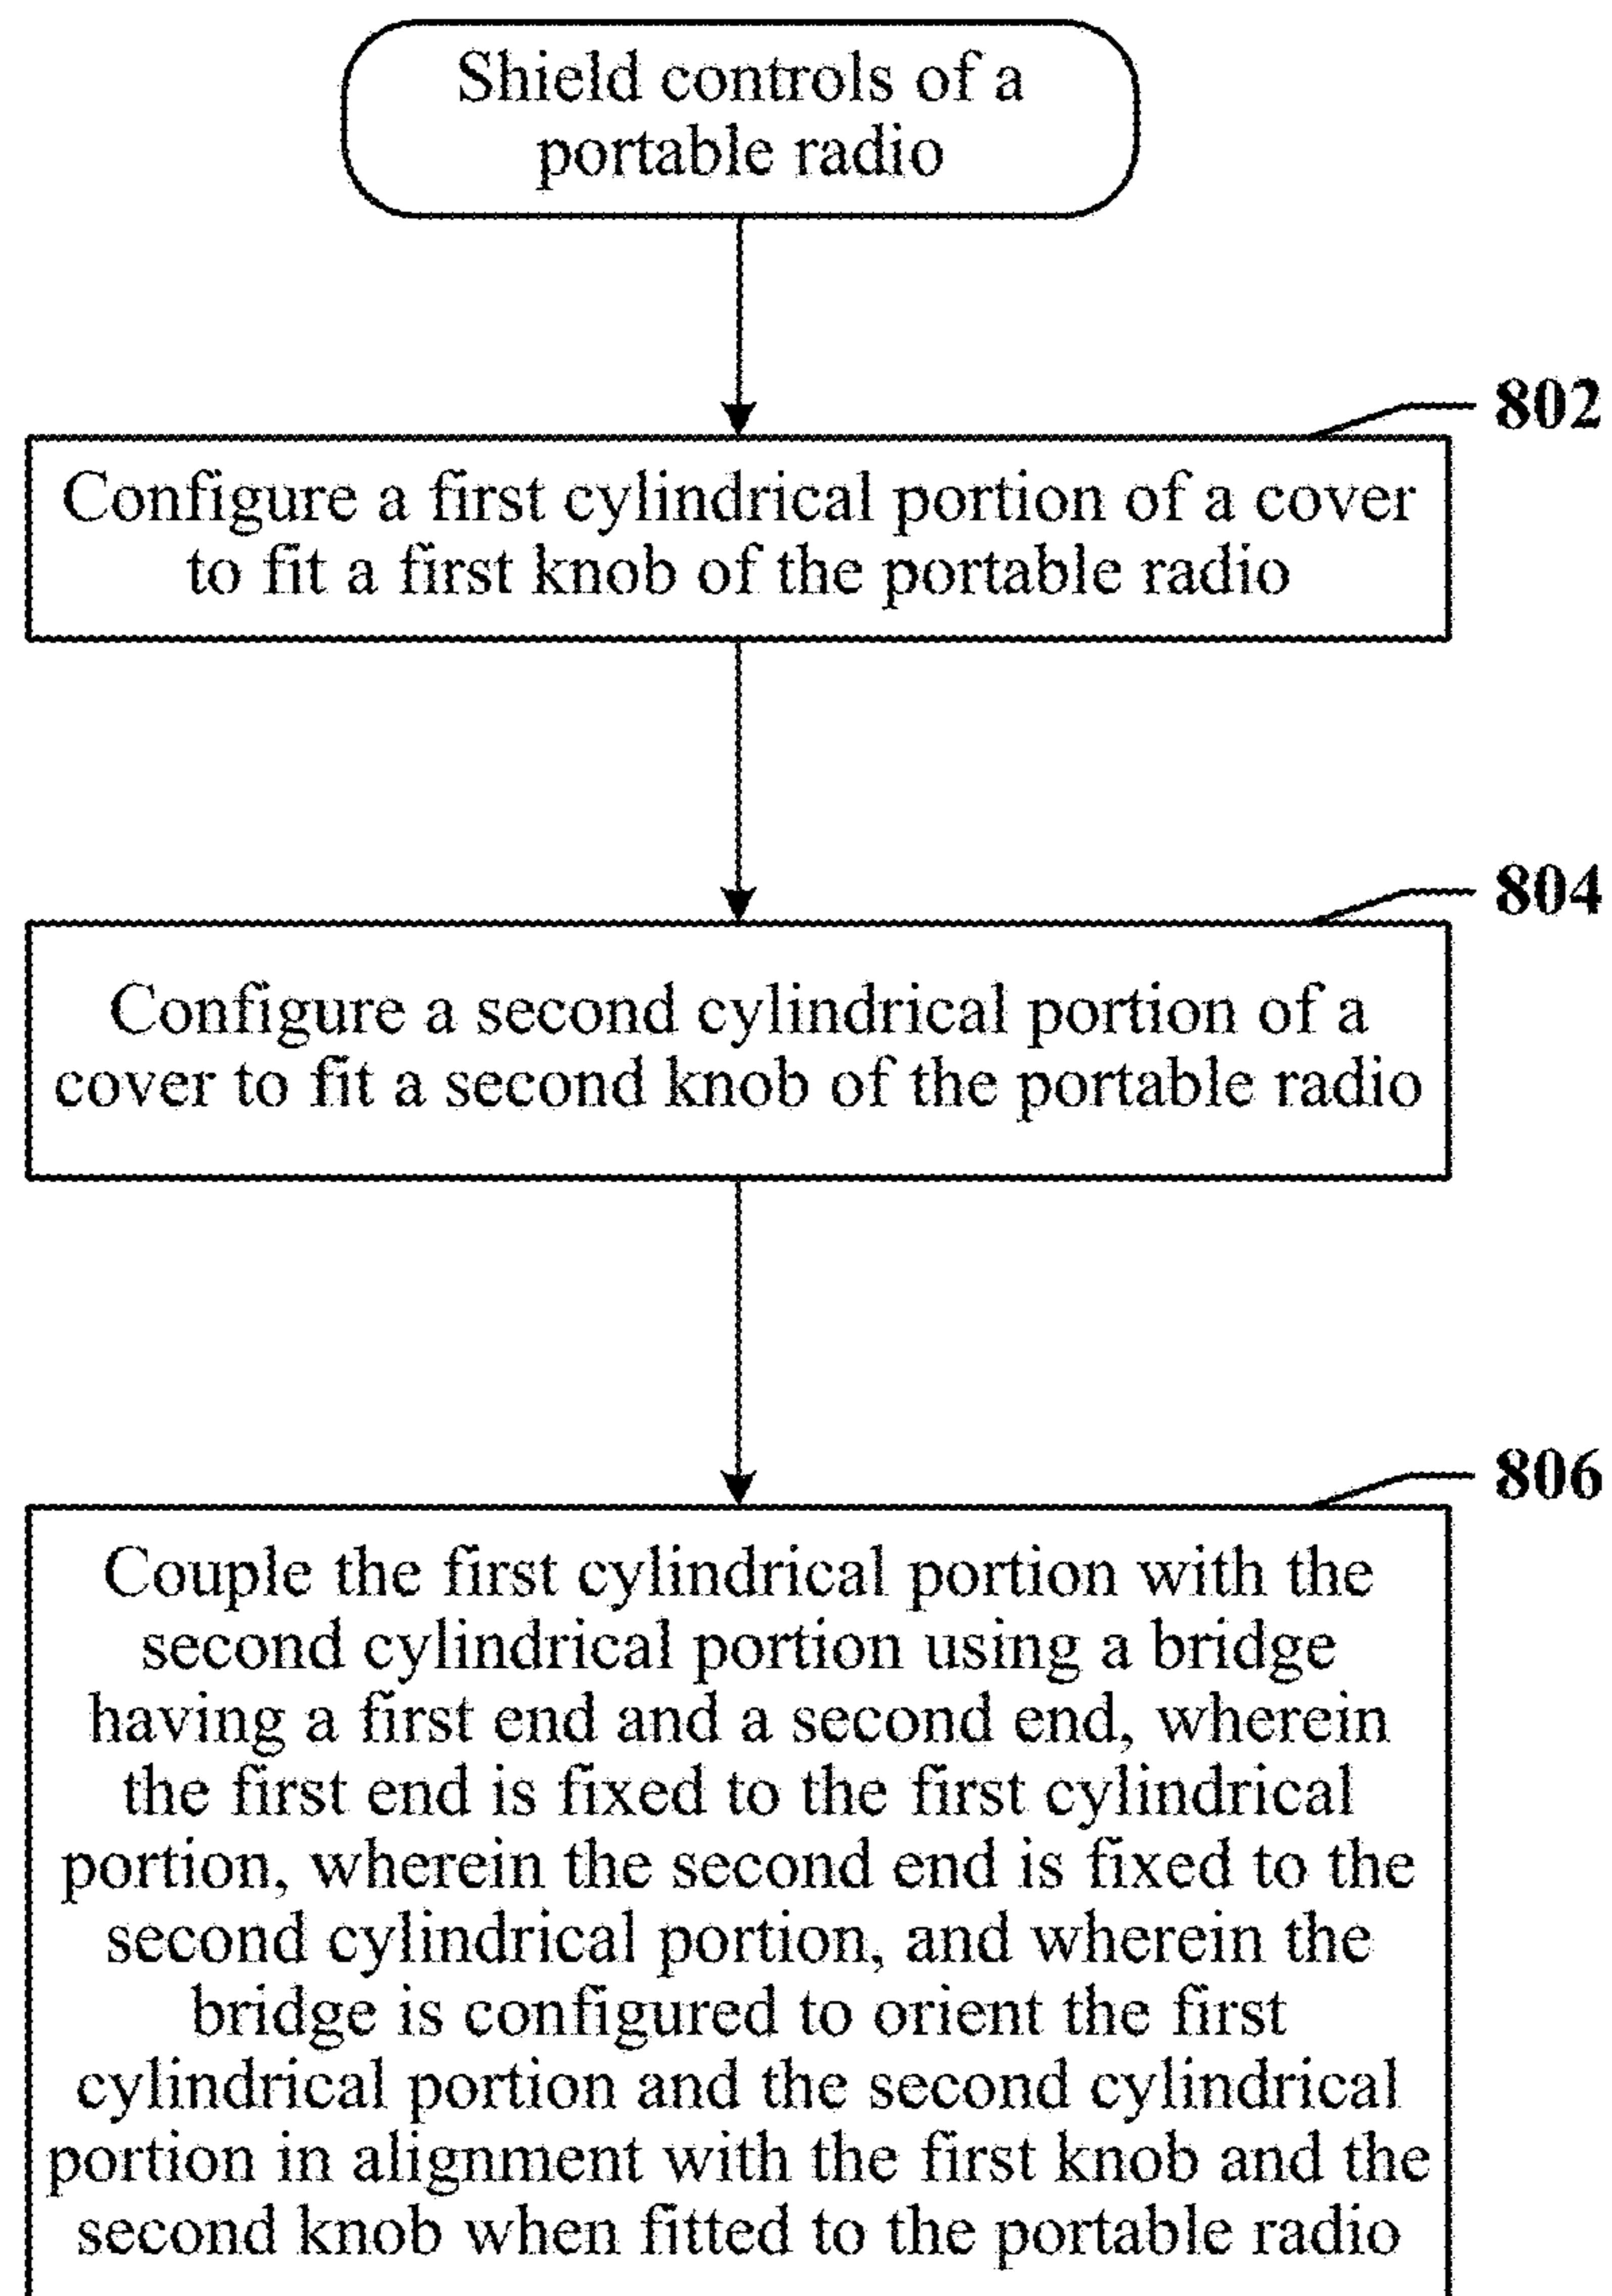 Shield controls of a
portable radio
802
Configure a first cylindrical portion of a cover
to fit a first knob of the portable radio
804
Configure a second cylindrical portion of a
cover to fit a second knob of the portable radio
806
Couple the first cylindrical portion with the
second cylindrical portion using a bridge
having a first end and a second end, wherein
the first end is fixed to the first cylindrical
portion, wherein the second end is fixed to the
second cylindrical portion, and wherein the
bridge is configured to orient the first
cylindrical portion and the second cylindrical
portion in alignment with the first knob and the
second knob when fitted to the portable radio